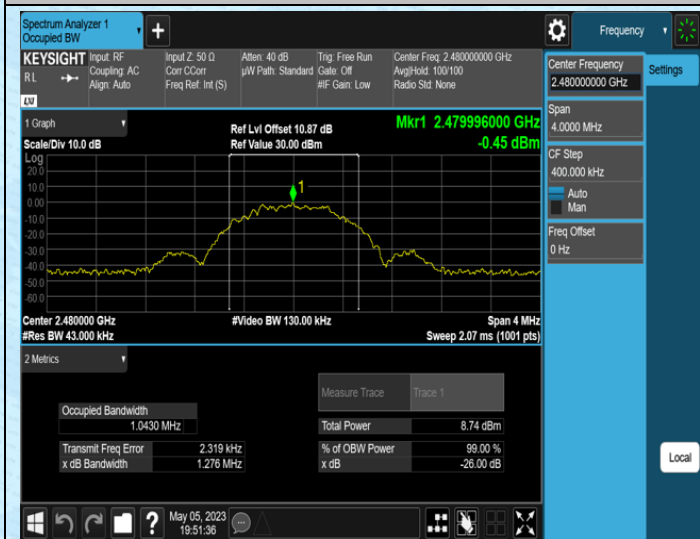 Spectrum Analyzer 1
Occupied BW
+
Frequency
KEYSIGHT
R L
LXI
Input: RF
Coupling: AC
Align: Auto
Input Z: 50 Ω
Corr CCorr
Freq Ref: Int (S)
Atten: 40 dB
µW Path: Standard
Trig: Free Run
Gate: Off
#IF Gain: Low
Center Freq: 2.480000000 GHz
Avg|Hold: 100/100
Radio Std: None
Center Frequency
2.480000000 GHz
Settings
Span
4.0000 MHz
CF Step
400.000 kHz
Auto
Man
Freq Offset
0 Hz
Local
1 Graph
Scale/Div 10.0 dB
Ref Lvl Offset 10.87 dB
Ref Value 30.00 dBm
Mkr1 2.479996000 GHz
-0.45 dBm
Log
20.0
10.0
0.00
-10.0
-20.0
-30.0
-40.0
-50.0
-60.0
1
Center 2.480000 GHz
#Res BW 43.000 kHz
#Video BW 130.00 kHz
Span 4 MHz
Sweep 2.07 ms (1001 pts)
2 Metrics
Measure Trace Trace 1
Occupied Bandwidth
1.0430 MHz
Total Power 8.74 dBm
Transmit Freq Error 2.319 kHz
% of OBW Power 99.00 %
x dB Bandwidth 1.276 MHz
x dB -26.00 dB
?
May 05, 2023
19:51:36